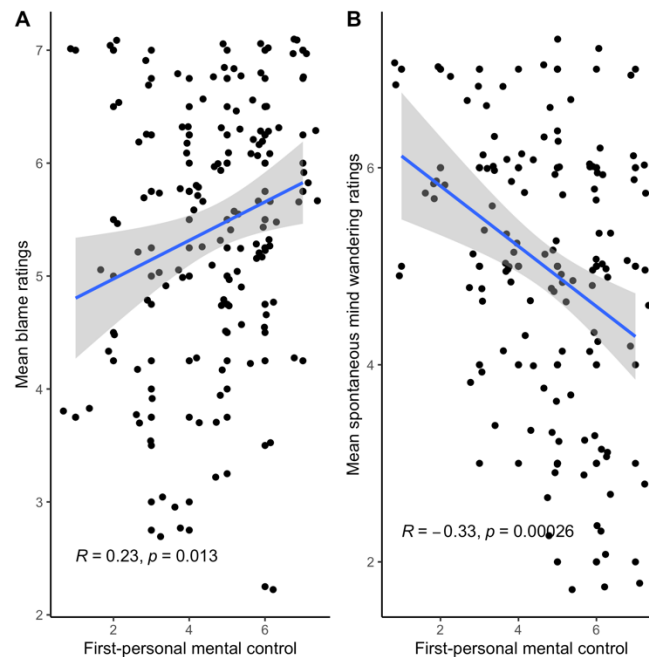 A
Mean blame ratings
7
6
5
4
3
2
R = 0.23, p = 0.013
2
4
6
First-personal mental control
B
Mean spontaneous mind wandering ratings
6
4
2
R = −0.33, p = 0.00026
2
4
6
First-personal mental control